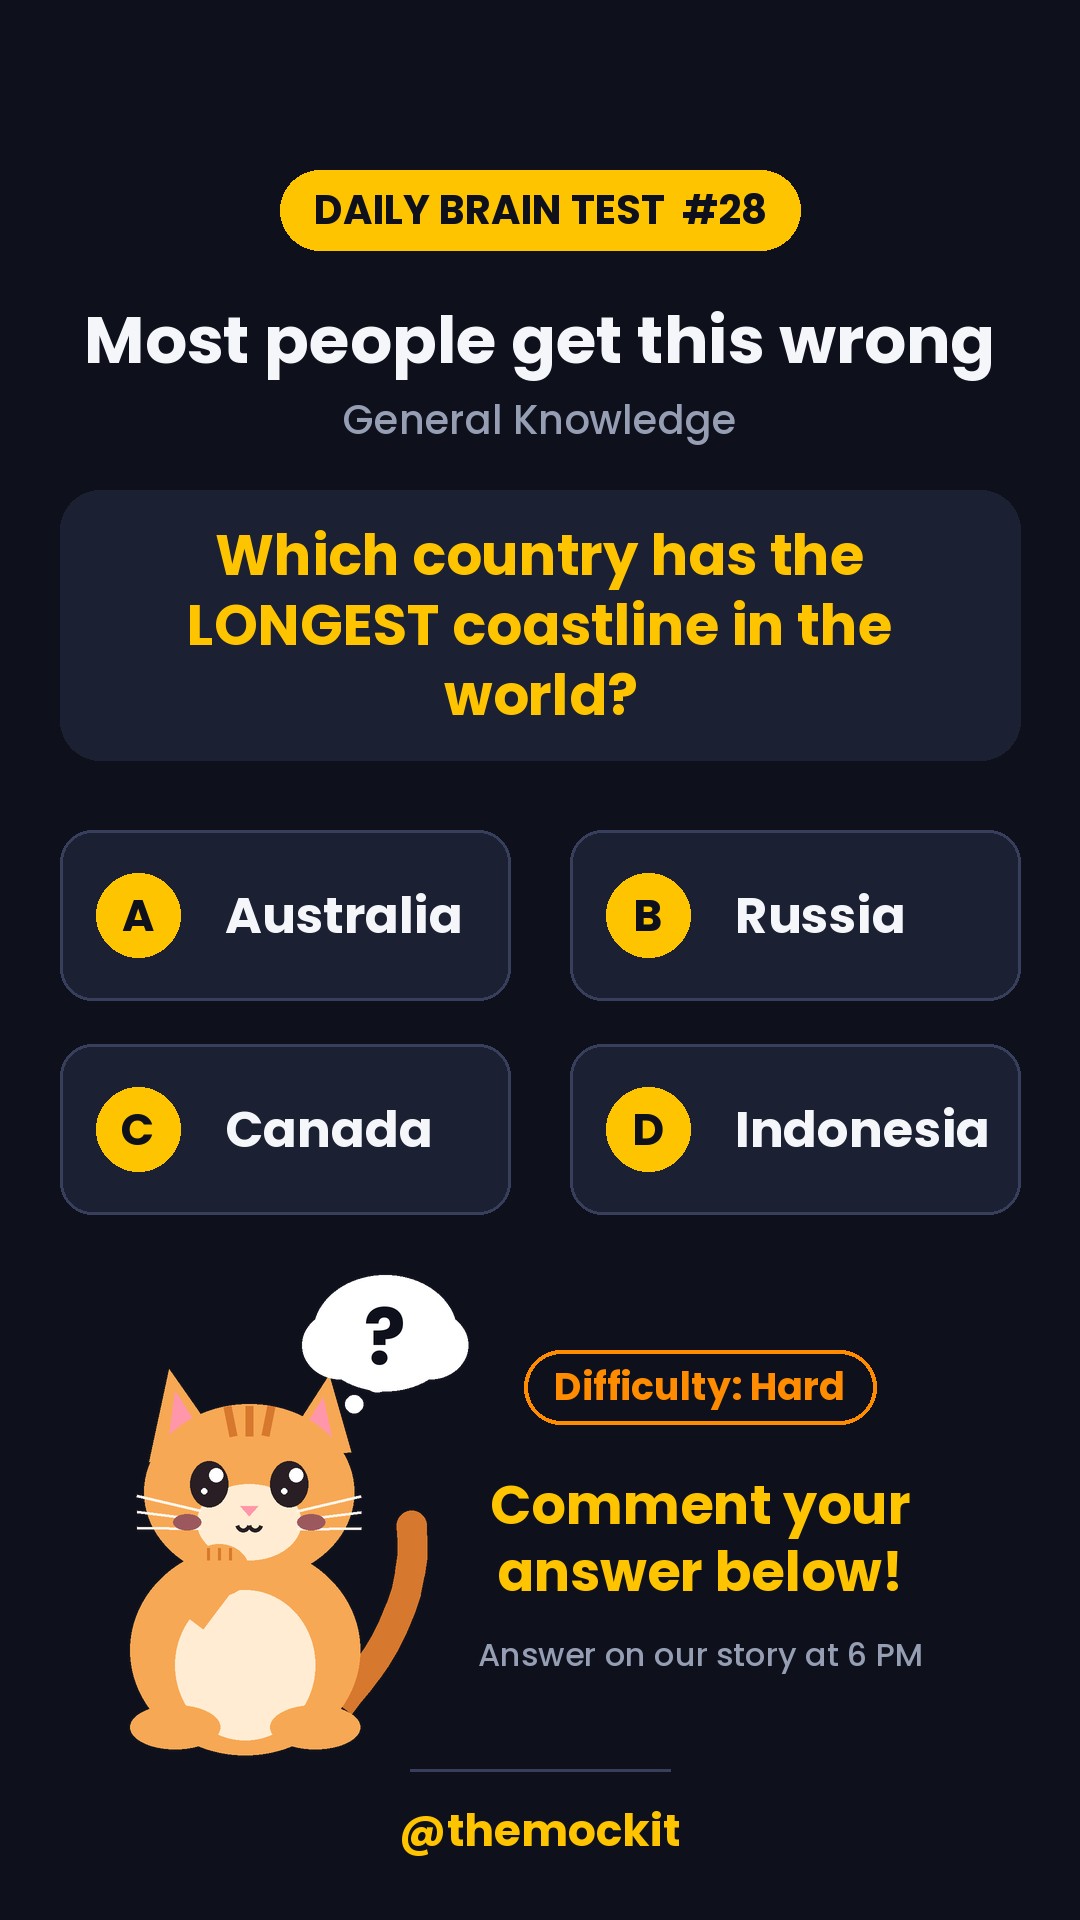 DAILY BRAIN TEST #28
Most people get this wrong
General Knowledge
Which country has the
LONGEST coastline in the
world?
A Australia
B Russia
C Canada
D Indonesia
?
Difficulty: Hard
Comment your
answer below!
Answer on our story at 6 PM
@themockit